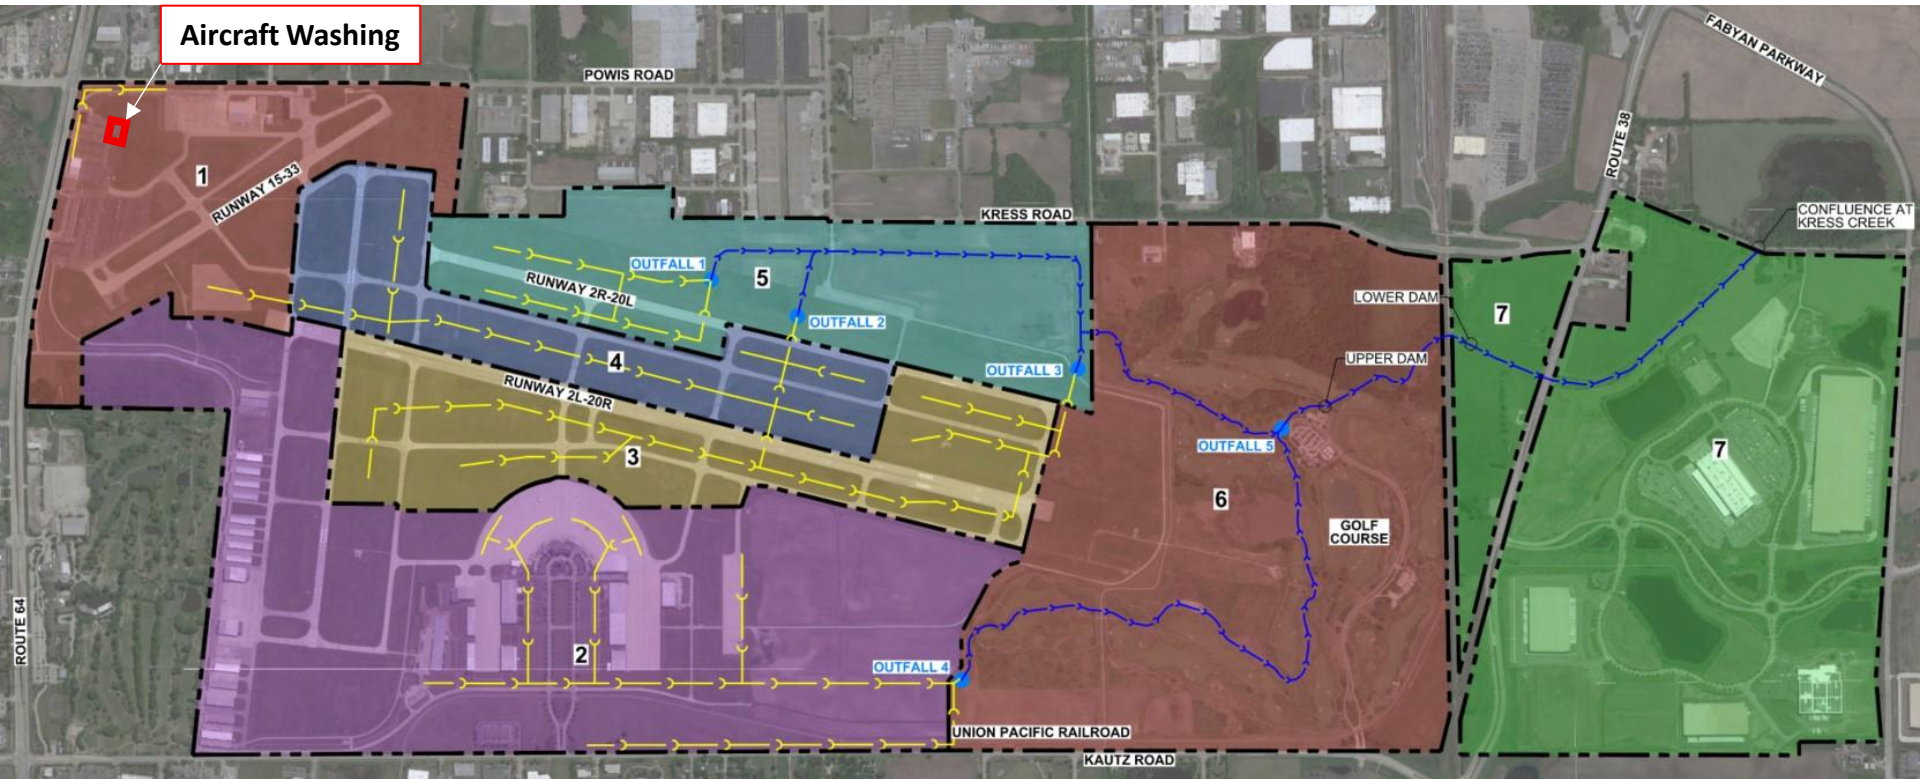 Aircraft Washing
POWIS ROAD
FABYAN PARKWAY
ROUTE 38
1
RUNWAY 15-33
KRESS ROAD
CONFLUENCE AT
KRESS CREEK
OUTFALL 1
5
RUNWAY 2R-20L
LOWER DAM
7
OUTFALL 2
4
UPPER DAM
OUTFALL 3
RUNWAY 2L-20R
OUTFALL 5
3
7
6
GOLF
COURSE
ROUTE 64
2
OUTFALL 4
UNION PACIFIC RAILROAD
KAUTZ ROAD